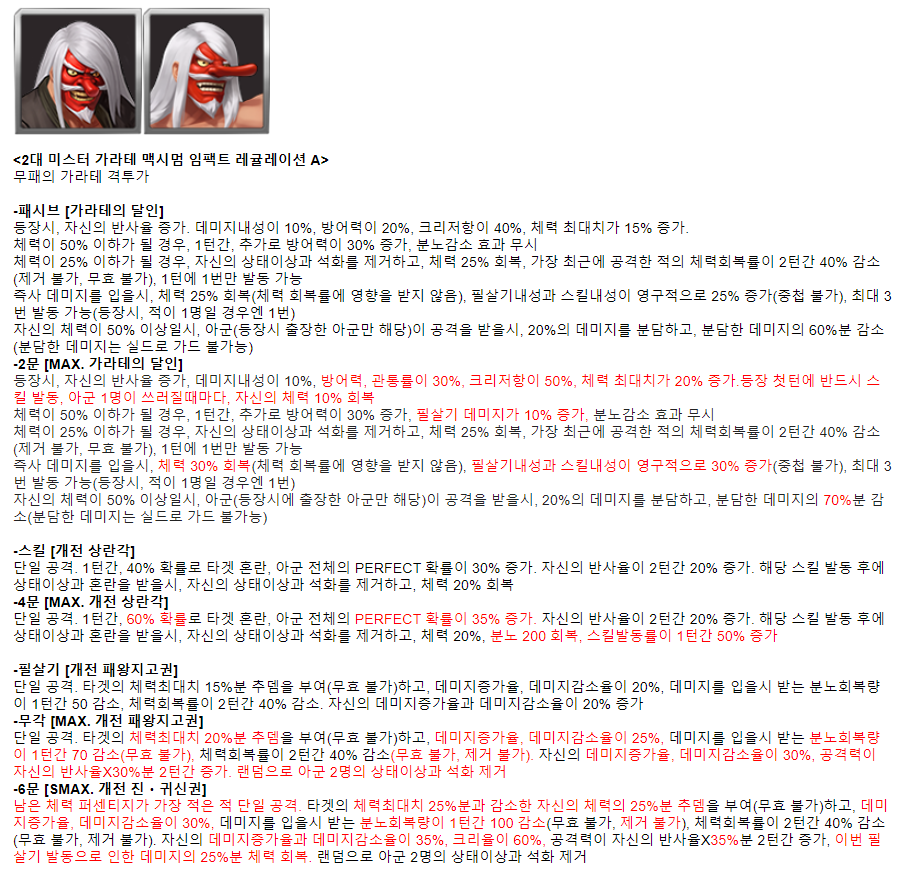 <2대 미스터 가라테 맥시멈 임팩트 레귤레이션 A>
무패의 가라테 격투가
-패시브 [가라테의 달인]
등장시, 자신의 반사율 증가. 데미지내성이 10%, 방어력이 20%, 크리저항이 40%, 체력 최대치가 15% 증가.
체력이 50% 이하가 될 경우, 1턴간, 추가로 방어력이 30% 증가, 분노감소 효과 무시
체력이 25% 이하가 될 경우, 자신의 상태이상과 석화를 제거하고, 체력 25% 회복, 가장 최근에 공격한 적의 체력회복률이 2턴간 40% 감소
(제거 불가, 무효 불가), 1턴에 1번만 발동 가능
즉사 데미지를 입을시, 체력 25% 회복(체력 회복률에 영향을 받지 않음), 필살기내성과 스킬내성이 영구적으로 25% 증가(중첩 불가), 최대 3
번 발동 가능(등장시, 적이 1명일 경우엔 1번)
자신의 체력이 50% 이상일시, 아군(등장시 출장한 아군만 해당)이 공격을 받을시, 20%의 데미지를 분담하고, 분담한 데미지의 60%분 감소
(분담한 데미지는 실드로 가드 불가능)
-2문 [MAX. 가라테의 달인]
등장시, 자신의 반사율 증가, 데미지내성이 10%, 방어력, 관통률이 30%, 크리저항이 50%, 체력 최대치가 20% 증가.등장 첫턴에 반드시 스
킬 발동, 아군 1명이 쓰러질때마다, 자신의 체력 10% 회복
체력이 50% 이하가 될 경우, 1턴간, 추가로 방어력이 30% 증가, 필살기 데미지가 10% 증가, 분노감소 효과 무시
체력이 25% 이하가 될 경우, 자신의 상태이상과 석화를 제거하고, 체력 25% 회복, 가장 최근에 공격한 적의 체력회복률이 2턴간 40% 감소
(제거 불가, 무효 불가), 1턴에 1번만 발동 가능
즉사 데미지를 입을시, 체력 30% 회복(체력 회복률에 영향을 받지 않음), 필살기내성과 스킬내성이 영구적으로 30% 증가(중첩 불가), 최대 3
번 발동 가능(등장시, 적이 1명일 경우엔 1번)
자신의 체력이 50% 이상일시, 아군(등장시에 출장한 아군만 해당)이 공격을 받을시, 20%의 데미지를 분담하고, 분담한 데미지의 70%분 감
소(분담한 데미지는 실드로 가드 불가능)
-스킬 [개전 상란각]
단일 공격. 1턴간, 40% 확률로 타겟 혼란, 아군 전체의 PERFECT 확률이 30% 증가. 자신의 반사율이 2턴간 20% 증가. 해당 스킬 발동 후에
상태이상과 혼란을 받을시, 자신의 상태이상과 석화를 제거하고, 체력 20% 회복
-4문 [MAX. 개전 상란각]
단일 공격. 1턴간, 60% 확률로 타겟 혼란, 아군 전체의 PERFECT 확률이 35% 증가. 자신의 반사율이 2턴간 20% 증가. 해당 스킬 발동 후에
상태이상과 혼란을 받을시, 자신의 상태이상과 석화를 제거하고, 체력 20%, 분노 200 회복, 스킬발동률이 1턴간 50% 증가
-필살기 [개전 패왕지고권]
단일 공격. 타겟의 체력최대치 15%분 추뎀을 부여(무효 불가)하고, 데미지증가율, 데미지감소율이 20%, 데미지를 입을시 받는 분노회복량
이 1턴간 50 감소, 체력회복률이 2턴간 40% 감소. 자신의 데미지증가율과 데미지감소율이 20% 증가
-무각 [MAX. 개전 패왕지고권]
단일 공격. 타겟의 체력최대치 20%분 추뎀을 부여(무효 불가)하고, 데미지증가율, 데미지감소율이 25%, 데미지를 입을시 받는 분노회복량
이 1턴간 70 감소(무효 불가), 체력회복률이 2턴간 40% 감소(무효 불가, 제거 불가). 자신의 데미지증가율, 데미지감소율이 30%, 공격력이
자신의 반사율X30%분 2턴간 증가. 랜덤으로 아군 2명의 상태이상과 석화 제거
-6문 [SMAX. 개전 진・귀신권]
남은 체력 퍼센티지가 가장 적은 적 단일 공격. 타겟의 체력최대치 25%분과 감소한 자신의 체력의 25%분 추뎀을 부여(무효 불가)하고, 데미
지증가율, 데미지감소율이 30%, 데미지를 입을시 받는 분노회복량이 1턴간 100 감소(무효 불가, 제거 불가), 체력회복률이 2턴간 40% 감소
(무효 불가, 제거 불가). 자신의 데미지증가율과 데미지감소율이 35%, 크리율이 60%, 공격력이 자신의 반사율X35%분 2턴간 증가, 이번 필
살기 발동으로 인한 데미지의 25%분 체력 회복. 랜덤으로 아군 2명의 상태이상과 석화 제거